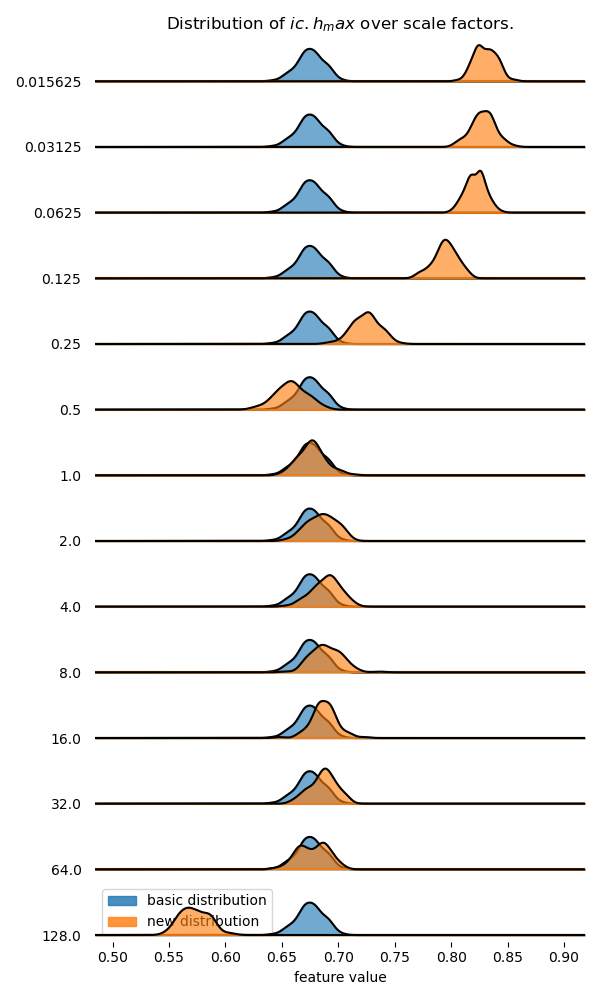 Distribution of ic. h_max over scale factors.
0.015625
0.03125
0.0625
0.125
0.25
0.5
1.0
2.0
4.0
8.0
16.0
32.0
64.0
128.0
basic distribution
new distribution
0.50 0.55 0.60 0.65 0.70 0.75 0.80 0.85 0.90
feature value